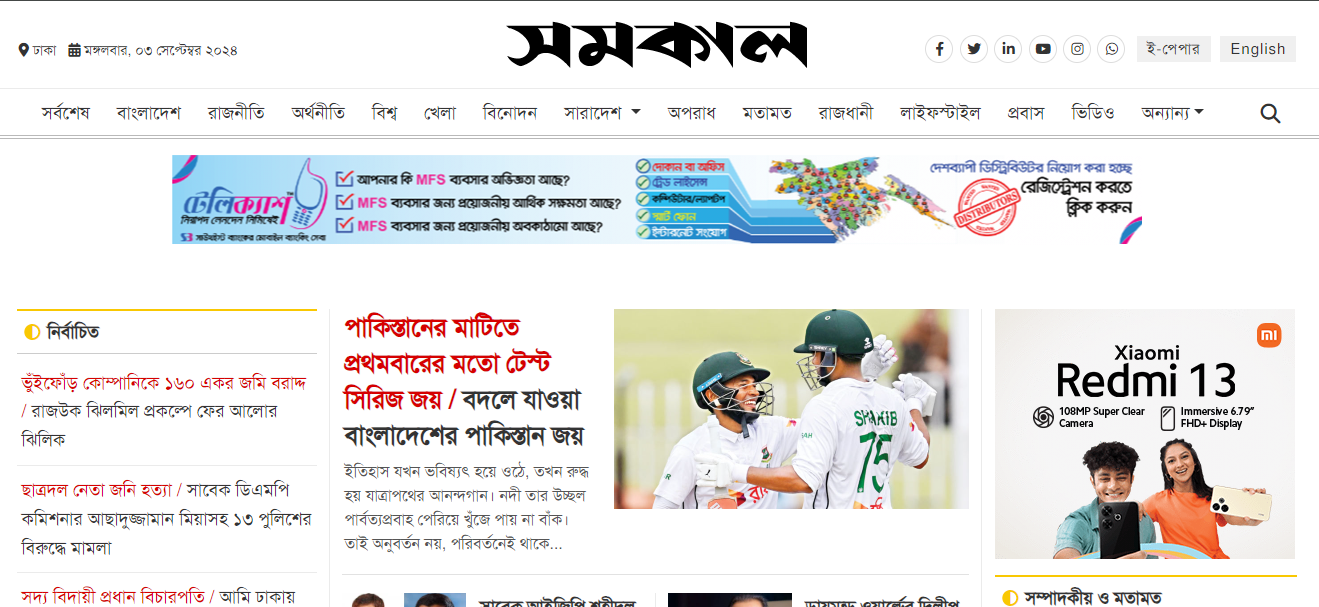 ঢাকা মঙ্গলবার, ০৩ সেপ্টেম্বর ২০২৪
সমকাল
ই-পেপার English
সর্বশেষ বাংলাদেশ রাজনীতি অর্থনীতি বিশ্ব খেলা বিনোদন সারাদেশ অপরাধ মতামত রাজধানী লাইফস্টাইল প্রবাস ভিডিও অন্যান্য
টেলিক্যাশ
নিরাপদ লেনদেন নিমিষেই
সাউথইস্ট ব্যাংকের মোবাইল ব্যাংকিং সেবা
আপনার কি MFS ব্যবসার অভিজ্ঞতা আছে?
MFS ব্যবসার জন্য প্রয়োজনীয় আর্থিক সক্ষমতা আছে?
MFS ব্যবসার জন্য প্রয়োজনীয় অবকাঠামো আছে?
দোকান বা অফিস
ট্রেড লাইসেন্স
কম্পিউটার/ল্যাপটপ
স্মার্ট ফোন
ইন্টারনেট সংযোগ
দেশব্যাপী ডিস্ট্রিবিউটর নিয়োগ করা হচ্ছে
DISTRIBUTORS
রেজিস্ট্রেশন করতে
ক্লিক করুন
নির্বাচিত
ভুঁইফোঁড় কোম্পানিকে ১৬০ একর জমি বরাদ্দ
/ রাজউক ঝিলমিল প্রকল্পে ফের আলোর
ঝিলিক
ছাত্রদল নেতা জনি হত্যা / সাবেক ডিএমপি
কমিশনার আছাদুজ্জামান মিয়াসহ ১৩ পুলিশের
বিরুদ্ধে মামলা
সদ্য বিদায়ী প্রধান বিচারপতি / আমি ঢাকায়
পাকিস্তানের মাটিতে
প্রথমবারের মতো টেস্ট
সিরিজ জয় / বদলে যাওয়া
বাংলাদেশের পাকিস্তান জয়
ইতিহাস যখন ভবিষ্যৎ হয়ে ওঠে, তখন রুদ্ধ
হয় যাত্রাপথের আনন্দগান। নদী তার উচ্ছল
পার্বত্যপ্রবাহ পেরিয়ে খুঁজে পায় না বাঁক।
তাই অনুবর্তন নয়, পরিবর্তনেই থাকে...
SHAKIB
75
সাবেক আইজিপি শহীদুল
ডায়মন্ড ওয়ার্ল্ডের দিলীপ
Xiaomi
Redmi 13
108MP Super Clear
Camera
Immersive 6.79"
FHD+ Display
সম্পাদকীয় ও মতামত